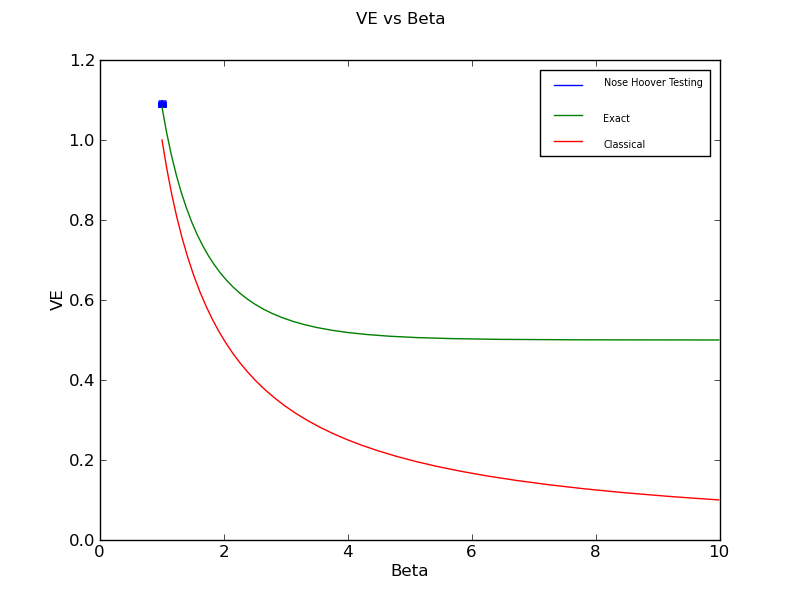 VE vs Beta
1.2
1.0
0.8
0.6
0.4
0.2
0.0
VE
Nose Hoover Testing
Exact
Classical
0 2 4 6 8 10
Beta